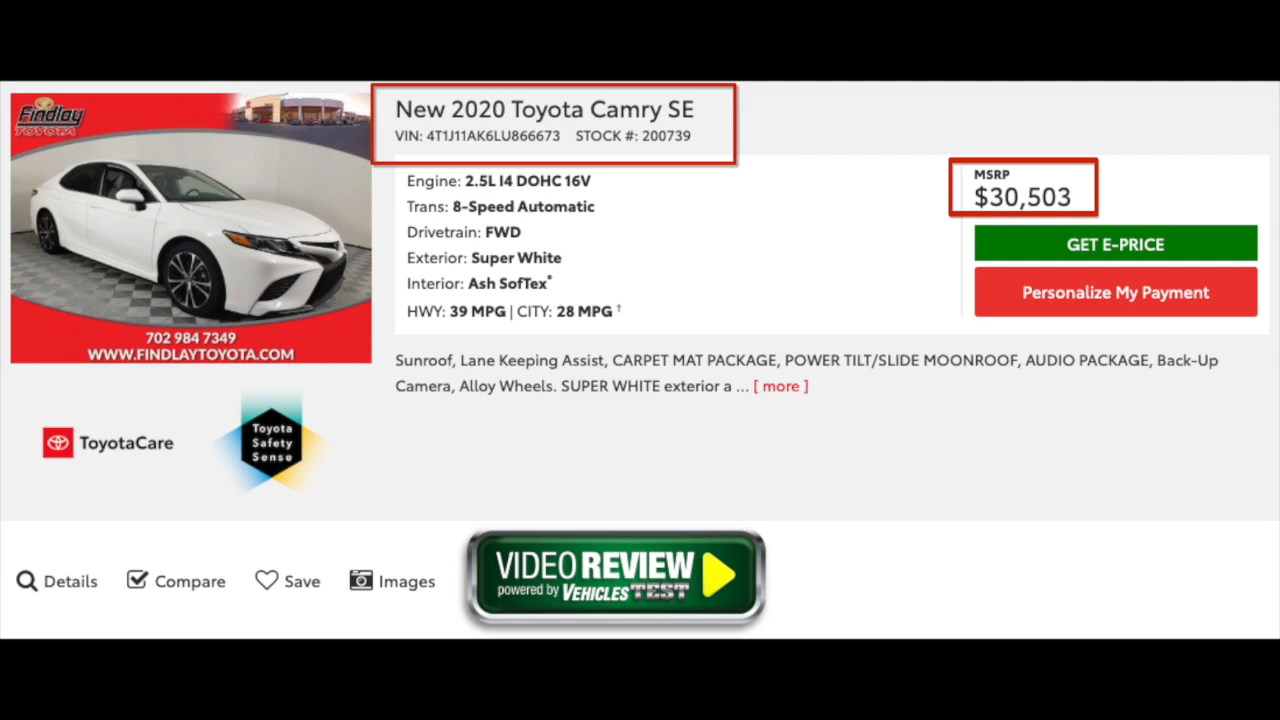 Findlay
TOYOTA
702 984 7349
WWW.FINDLAYTOYOTA.COM
ToyotaCare
Toyota
Safety
Sense
New 2020 Toyota Camry SE
VIN: 4T1J11AK6LU866673 STOCK #: 200739
Engine: 2.5L I4 DOHC 16V
Trans: 8-Speed Automatic
Drivetrain: FWD
Exterior: Super White
Interior: Ash SofTex®
HWY: 39 MPG | CITY: 28 MPG †
MSRP
$30,503
GET E-PRICE
Personalize My Payment
Sunroof, Lane Keeping Assist, CARPET MAT PACKAGE, POWER TILT/SLIDE MOONROOF, AUDIO PACKAGE, Back-Up
Camera, Alloy Wheels. SUPER WHITE exterior a ... [ more ]
Details Compare Save Images
VIDEO REVIEW
powered by VEHICLES TEST